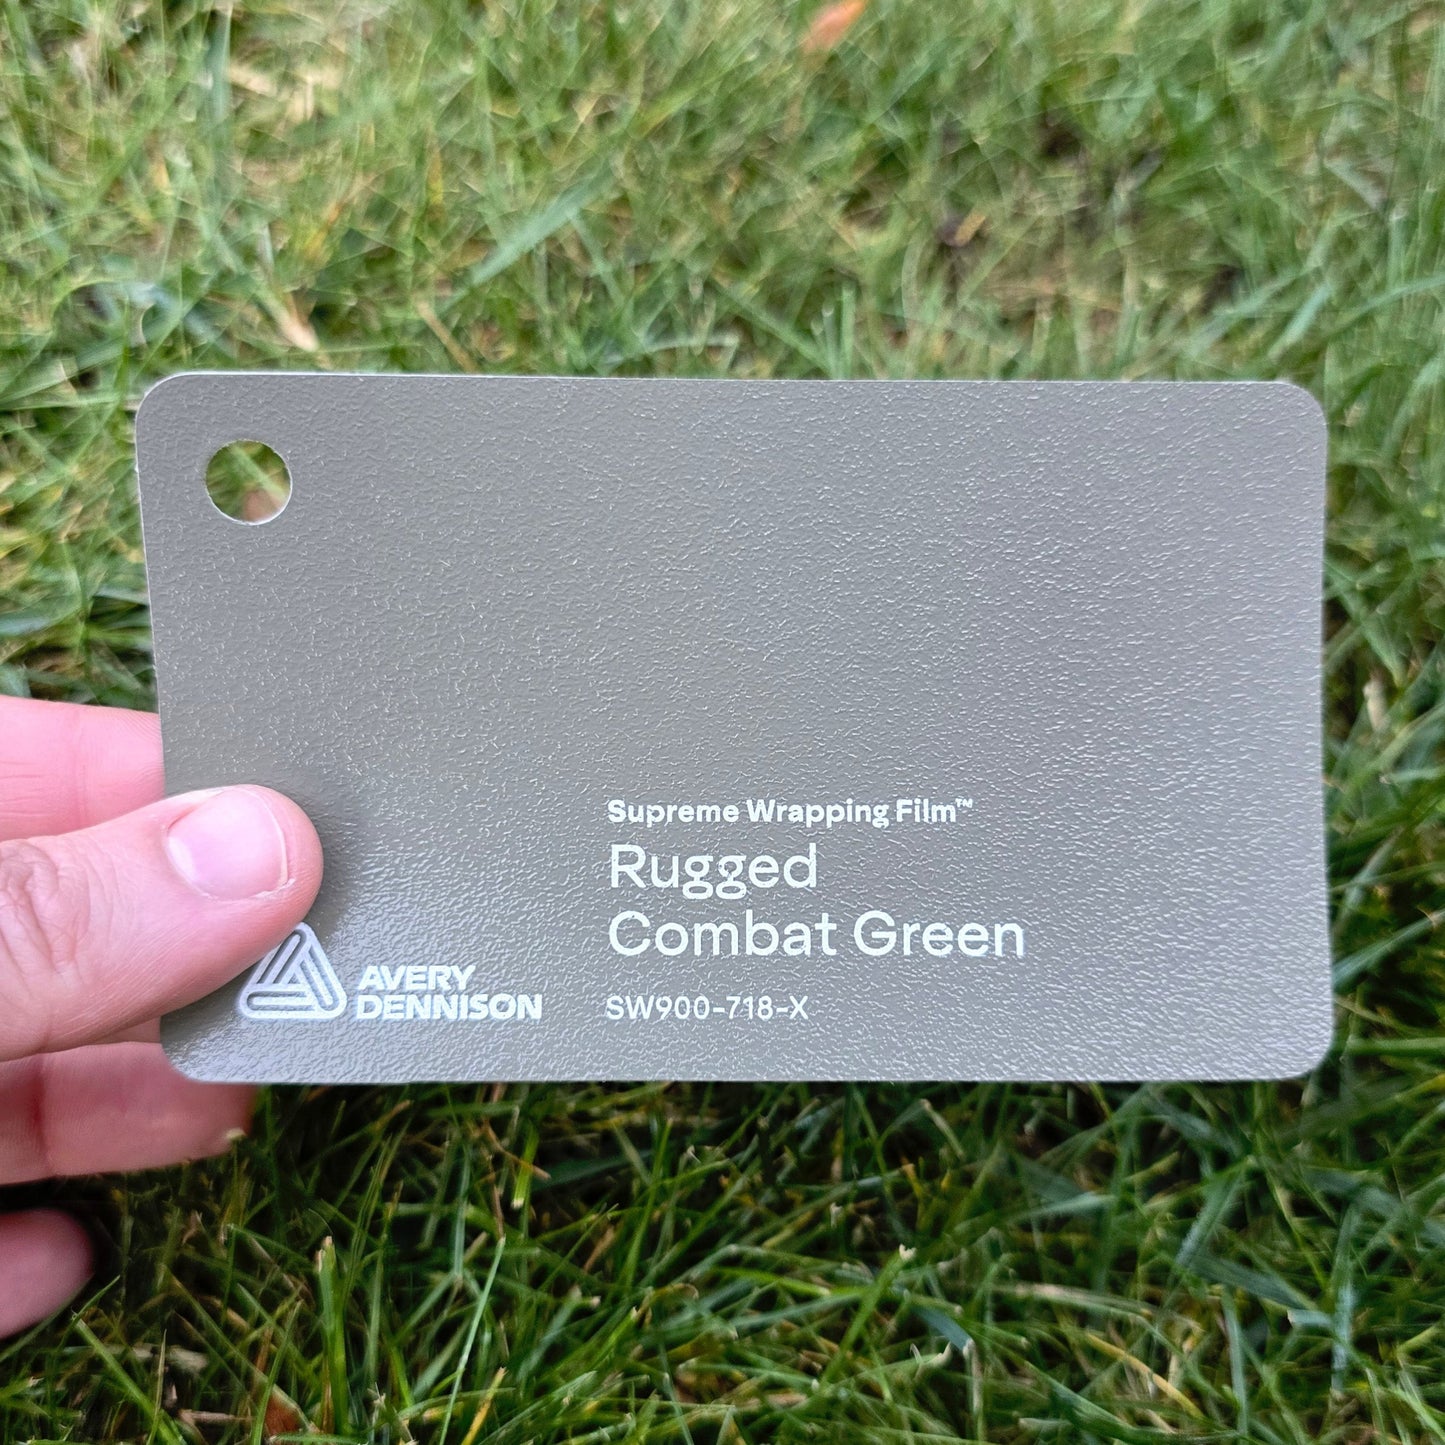 Supreme Wrapping Film™
Rugged
Combat Green
SW900-718-X
AVERY
DENNISON